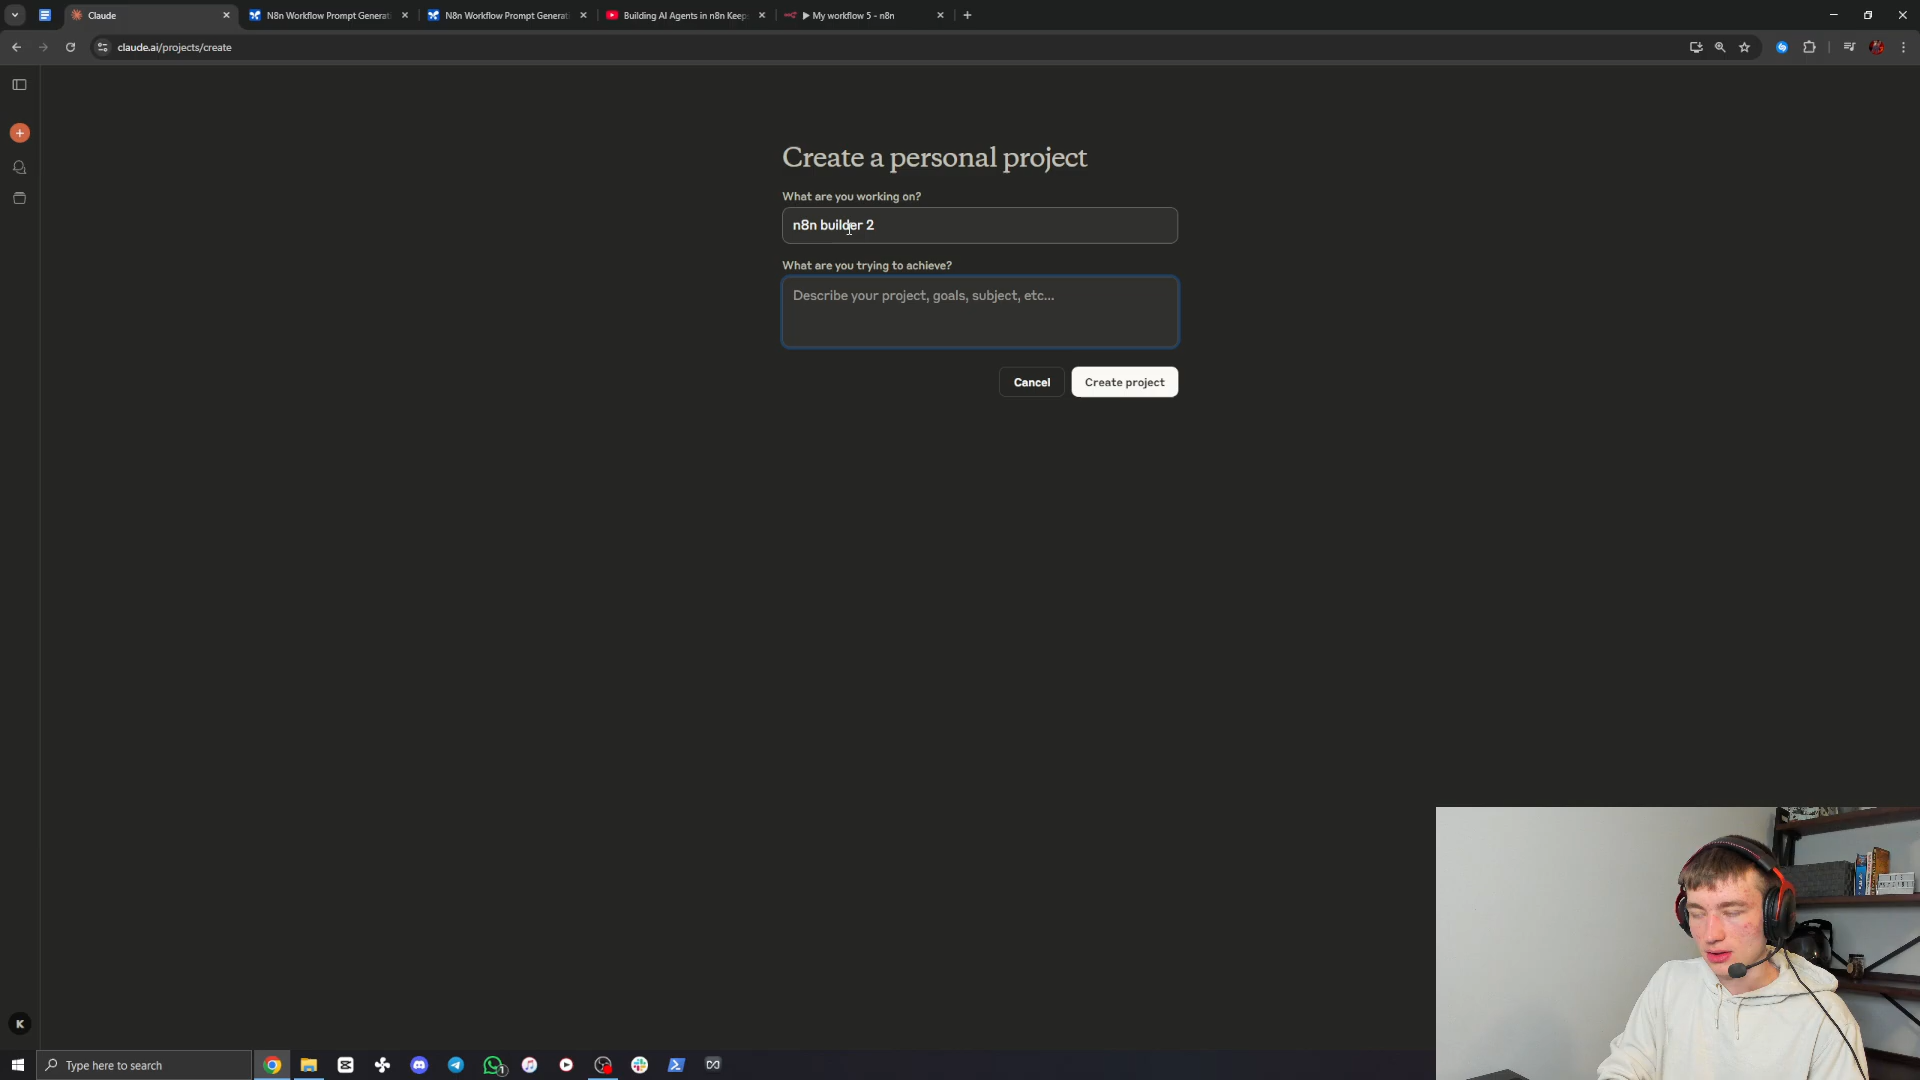 Claude
N8n Workflow Prompt Generat
N8n Workflow Prompt Generat
Building AI Agents in n8n Keep
▶ My workflow 5 - n8n
claude.ai/projects/create
Create a personal project
What are you working on?
n8n builder 2
What are you trying to achieve?
Describe your project, goals, subject, etc...
Cancel
Create project
K
Type here to search
1